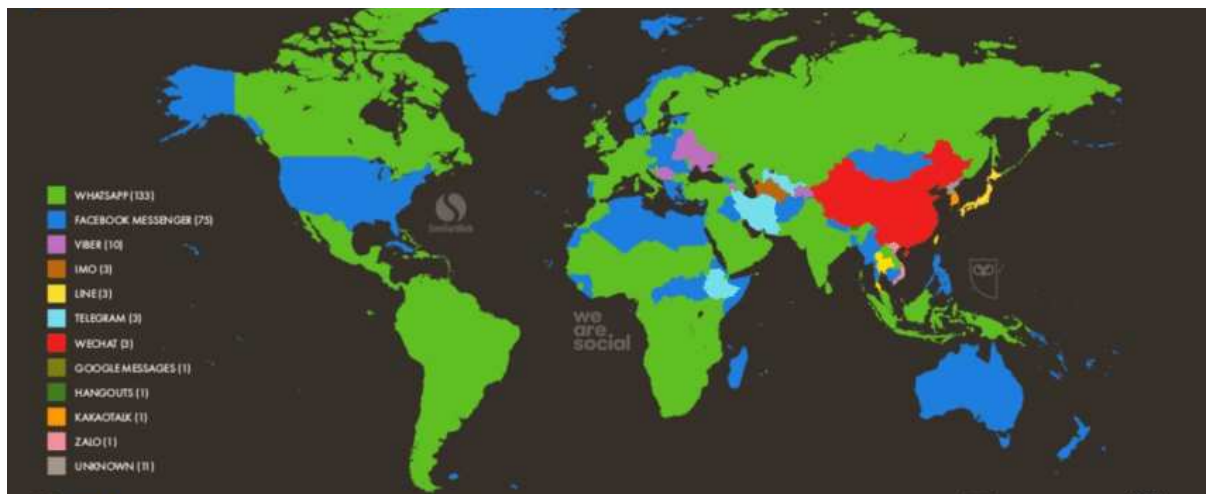 WHATSAPP (133)
FACEBOOK MESSENGER (75)
VIBER (10)
IMO (3)
LINE (3)
TELEGRAM (3)
WECHAT (3)
GOOGLE MESSAGES (1)
HANGOUTS (1)
KAKAOTALK (1)
ZALO (1)
UNKNOWN (11)
SimilarWeb
we
are
social